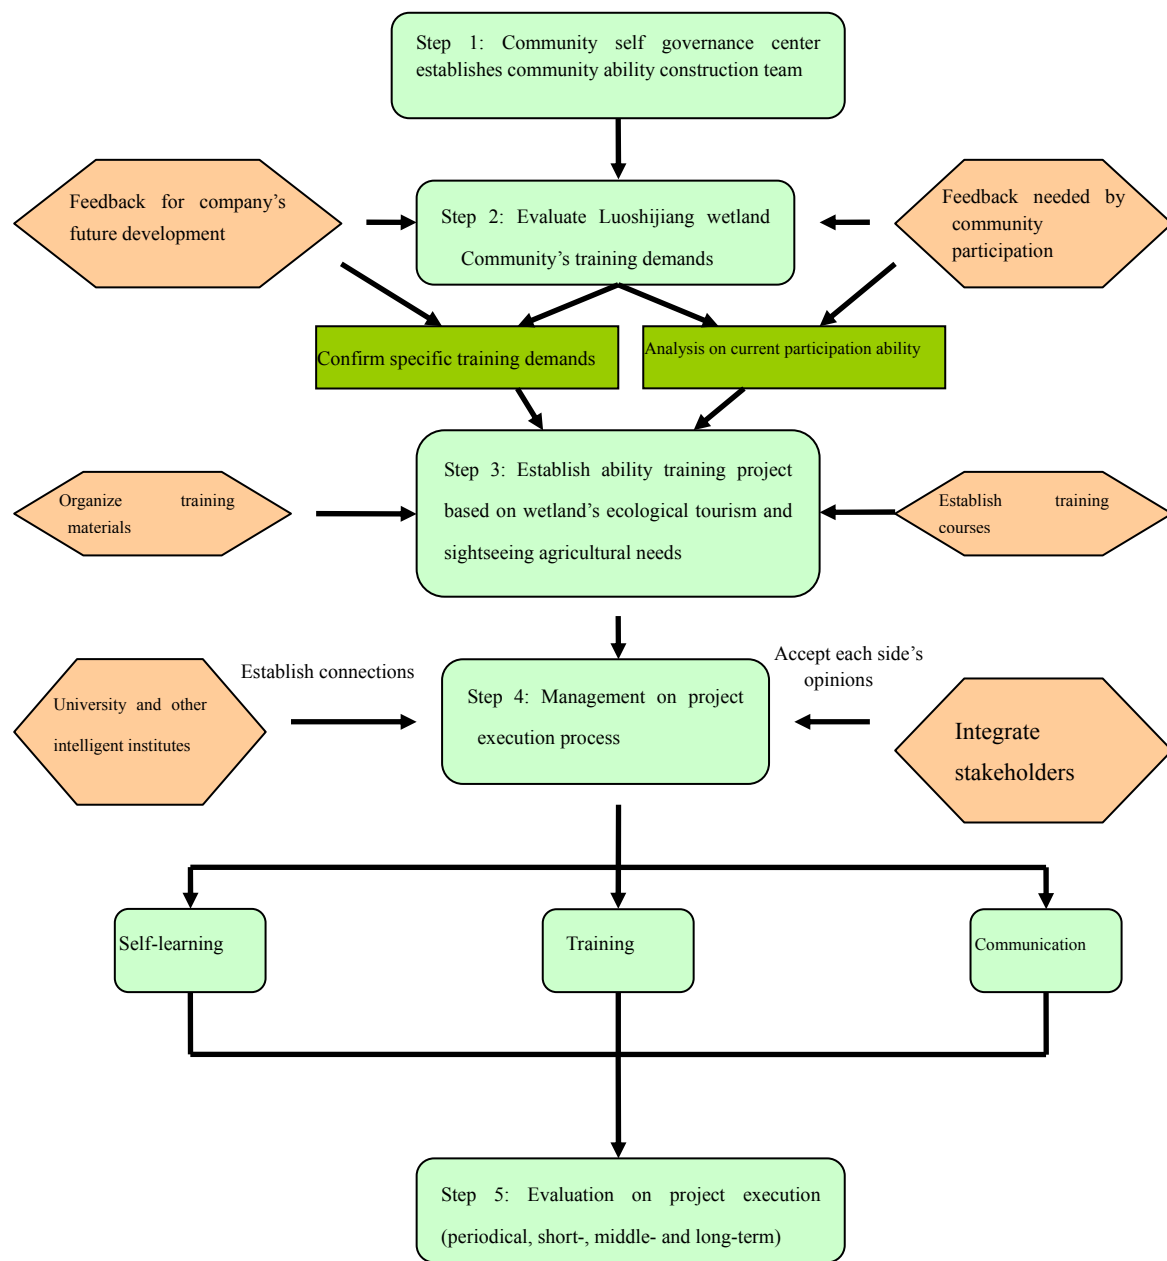 Step 1: Community self governance center
establishes community ability construction team
Feedback for company’s
future development
Step 2: Evaluate Luoshijiang wetland
Community’s training demands
Feedback needed by
community
participation
Confirm specific training demands
Analysis on current participation ability
Step 3: Establish ability training project
based on wetland’s ecological tourism and
sightseeing agricultural needs
Organize training
materials
Establish training
courses
Establish connections
Accept each side’s
opinions
University and other
intelligent institutes
Step 4: Management on project
execution process
Integrate
stakeholders
Self-learning
Training
Communication
Step 5: Evaluation on project execution
(periodical, short-, middle- and long-term)